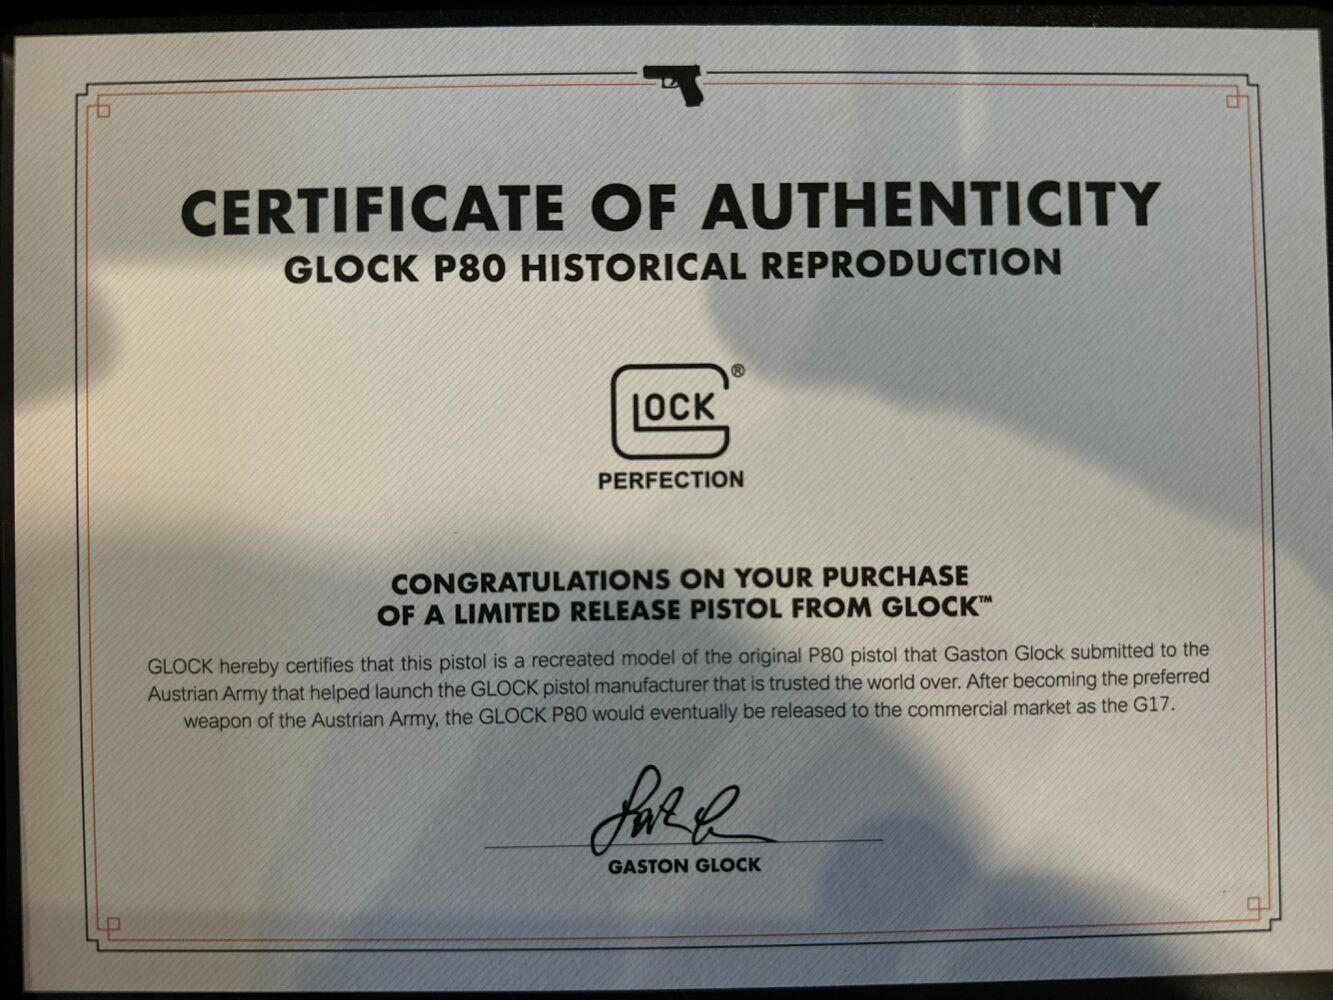 CERTIFICATE OF AUTHENTICITY
GLOCK P80 HISTORICAL REPRODUCTION
GLOCK®
PERFECTION
CONGRATULATIONS ON YOUR PURCHASE
OF A LIMITED RELEASE PISTOL FROM GLOCK™
GLOCK hereby certifies that this pistol is a recreated model of the original P80 pistol that Gaston Glock submitted to the
Austrian Army that helped launch the GLOCK pistol manufacturer that is trusted the world over. After becoming the preferred
weapon of the Austrian Army, the GLOCK P80 would eventually be released to the commercial market as the G17.
GASTON GLOCK